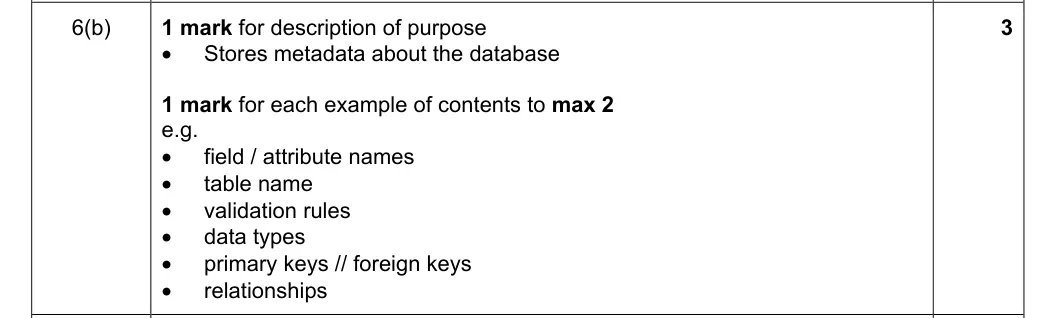 6(b) 1 mark for description of purpose 3
• Stores metadata about the database
1 mark for each example of contents to max 2
e.g.
• field / attribute names
• table name
• validation rules
• data types
• primary keys // foreign keys
• relationships